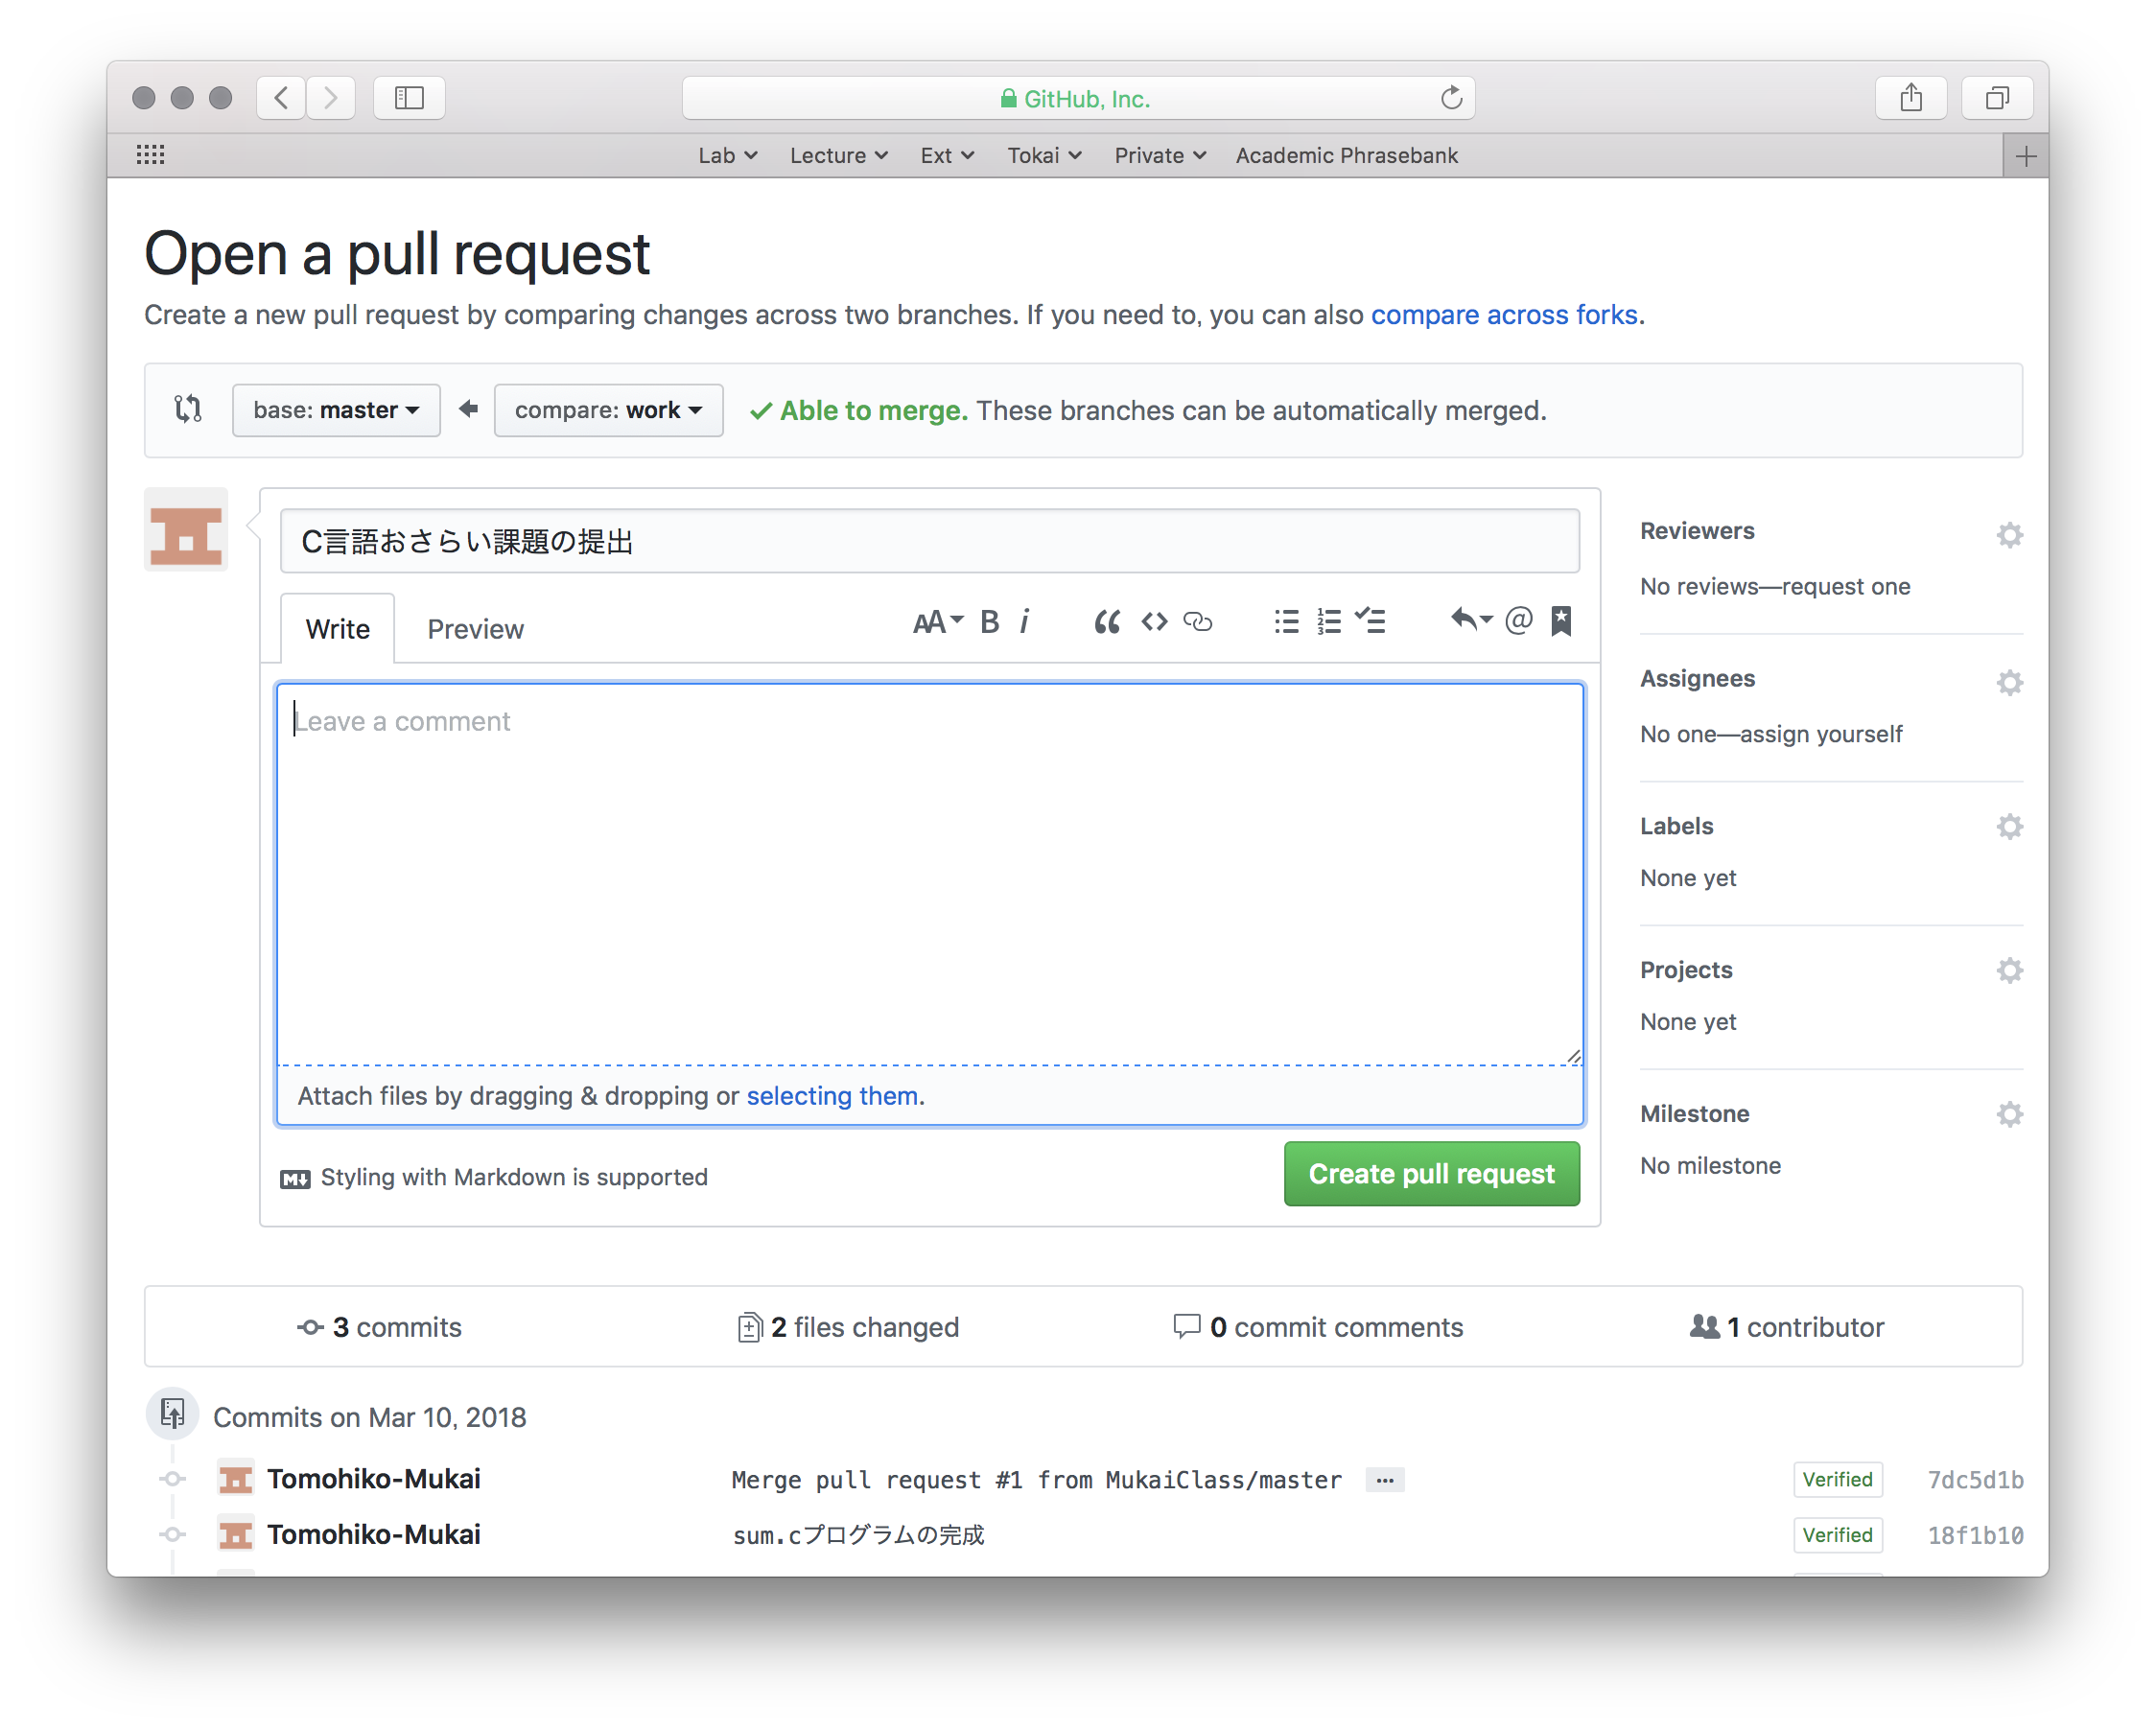 GitHub, Inc.
Lab Lecture Ext Tokai Private Academic Phrasebank
Open a pull request
Create a new pull request by comparing changes across two branches. If you need to, you can also compare across forks.
base: master compare: work Able to merge. These branches can be automatically merged.
C言語おさらい課題の提出
Write Preview AA B i
Leave a comment
Attach files by dragging & dropping or selecting them.
Styling with Markdown is supported
Create pull request
Reviewers
No reviews—request one
Assignees
No one—assign yourself
Labels
None yet
Projects
None yet
Milestone
No milestone
3 commits 2 files changed 0 commit comments 1 contributor
Commits on Mar 10, 2018
Tomohiko-Mukai Merge pull request #1 from MukaiClass/master … Verified 7dc5d1b
Tomohiko-Mukai sum.cプログラムの完成 Verified 18f1b10